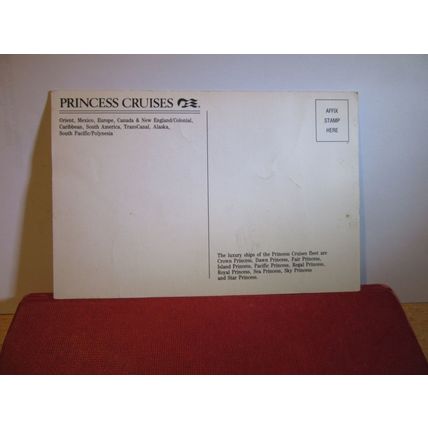 PRINCESS CRUISES
Orient, Mexico, Europe, Canada & New England/Colonial,
Caribbean, South America, TransCanal, Alaska,
South Pacific/Polynesia
AFFIX
STAMP
HERE
The luxury ships of the Princess Cruises fleet are
Crown Princess, Dawn Princess, Fair Princess,
Island Princess, Pacific Princess, Regal Princess,
Royal Princess, Sea Princess, Sky Princess
and Star Princess.